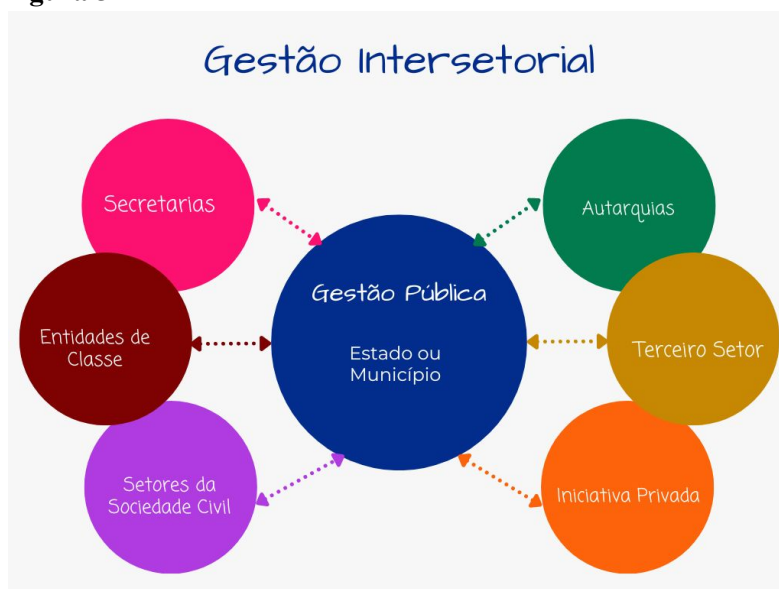 Gestão Intersetorial
Secretarias
Autarquias
Gestão Pública
Estado ou
Município
Entidades de
Classe
Terceiro Setor
Setores da
Sociedade Civil
Iniciativa Privada